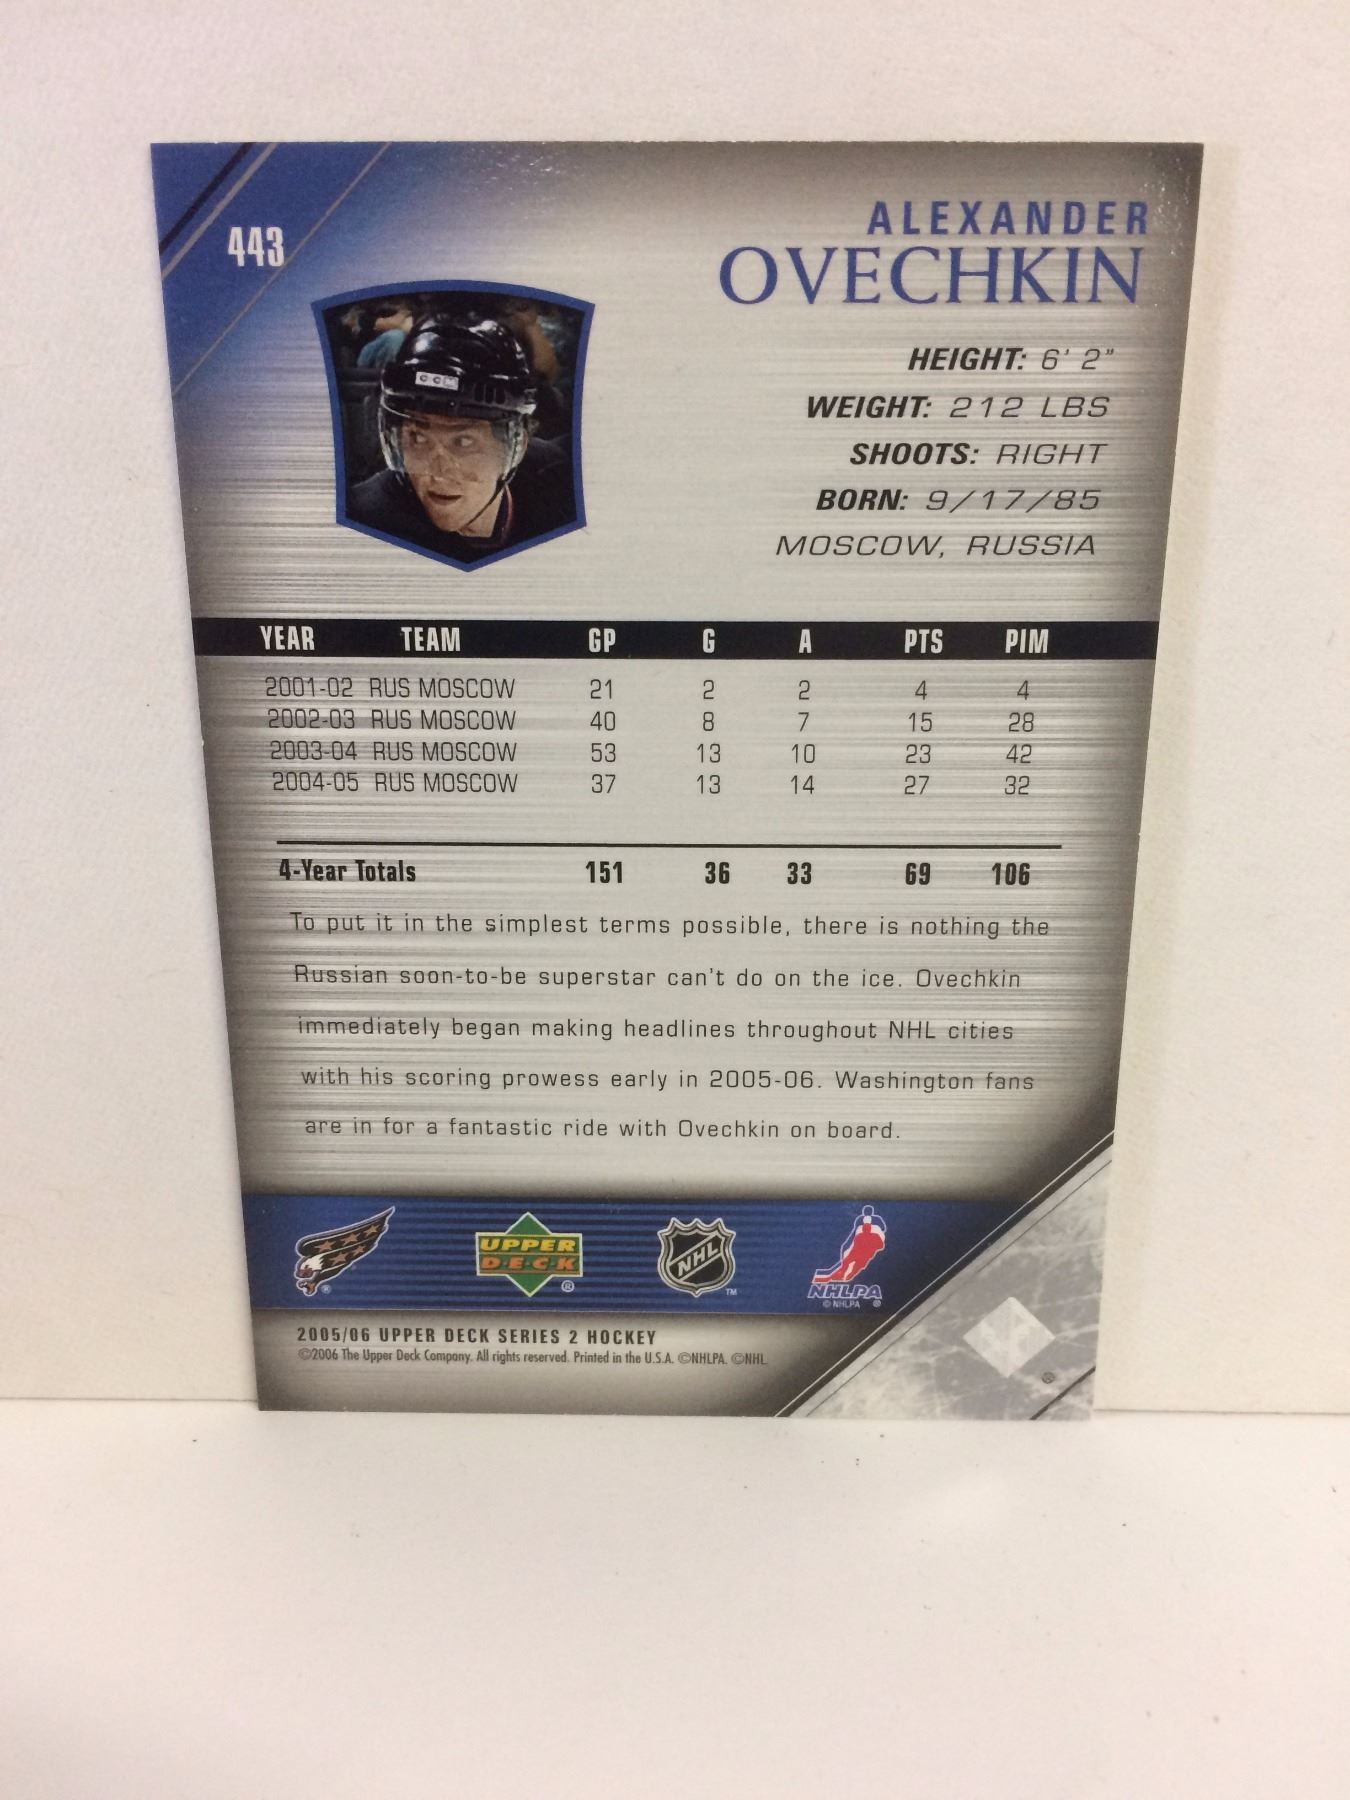 443
ALEXANDER
OVECHKIN
CCM
HEIGHT: 6' 2"
WEIGHT: 212 LBS
SHOOTS: RIGHT
BORN: 9/17/85
MOSCOW, RUSSIA
YEAR TEAM GP G A PTS PIM
2001-02 RUS MOSCOW 21 2 2 4 4
2002-03 RUS MOSCOW 40 8 7 15 28
2003-04 RUS MOSCOW 53 13 10 23 42
2004-05 RUS MOSCOW 37 13 14 27 32
4-Year Totals 151 36 33 69 106
To put it in the simplest terms possible, there is nothing the
Russian soon-to-be superstar can't do on the ice. Ovechkin
immediately began making headlines throughout NHL cities
with his scoring prowess early in 2005-06. Washington fans
are in for a fantastic ride with Ovechkin on board.
®
UPPER
D·E·C·K
®
NHL
TM
NHLPA
© NHLPA ®
2005/06 UPPER DECK SERIES 2 HOCKEY
©2006 The Upper Deck Company. All rights reserved. Printed in the U.S.A. ©NHLPA. ©NHL.
®